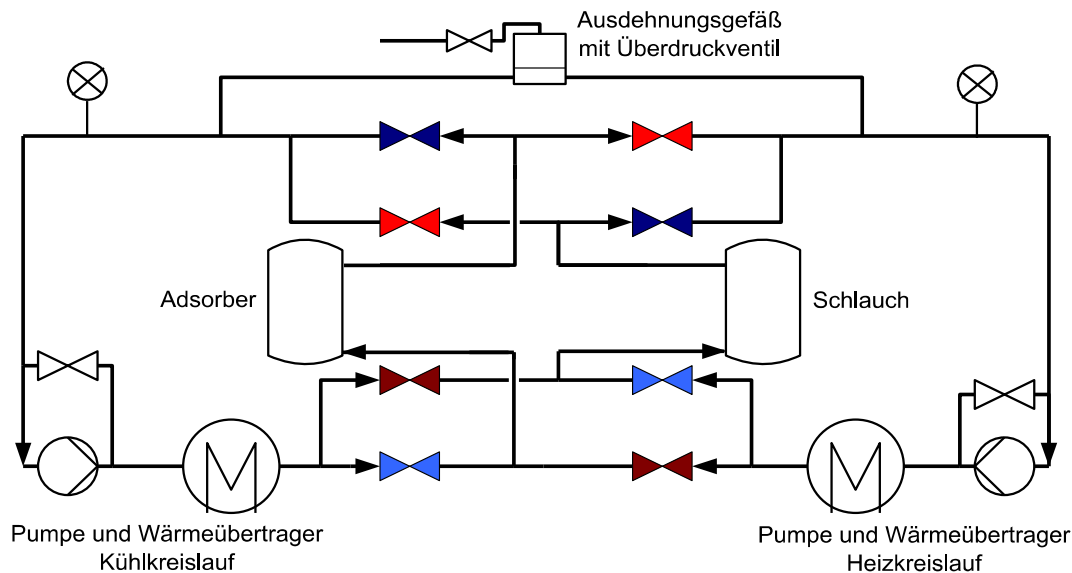 Ausdehnungsgefäß
mit Überdruckventil
Adsorber
Schlauch
Pumpe und Wärmeübertrager
Kühlkreislauf
Pumpe und Wärmeübertrager
Heizkreislauf